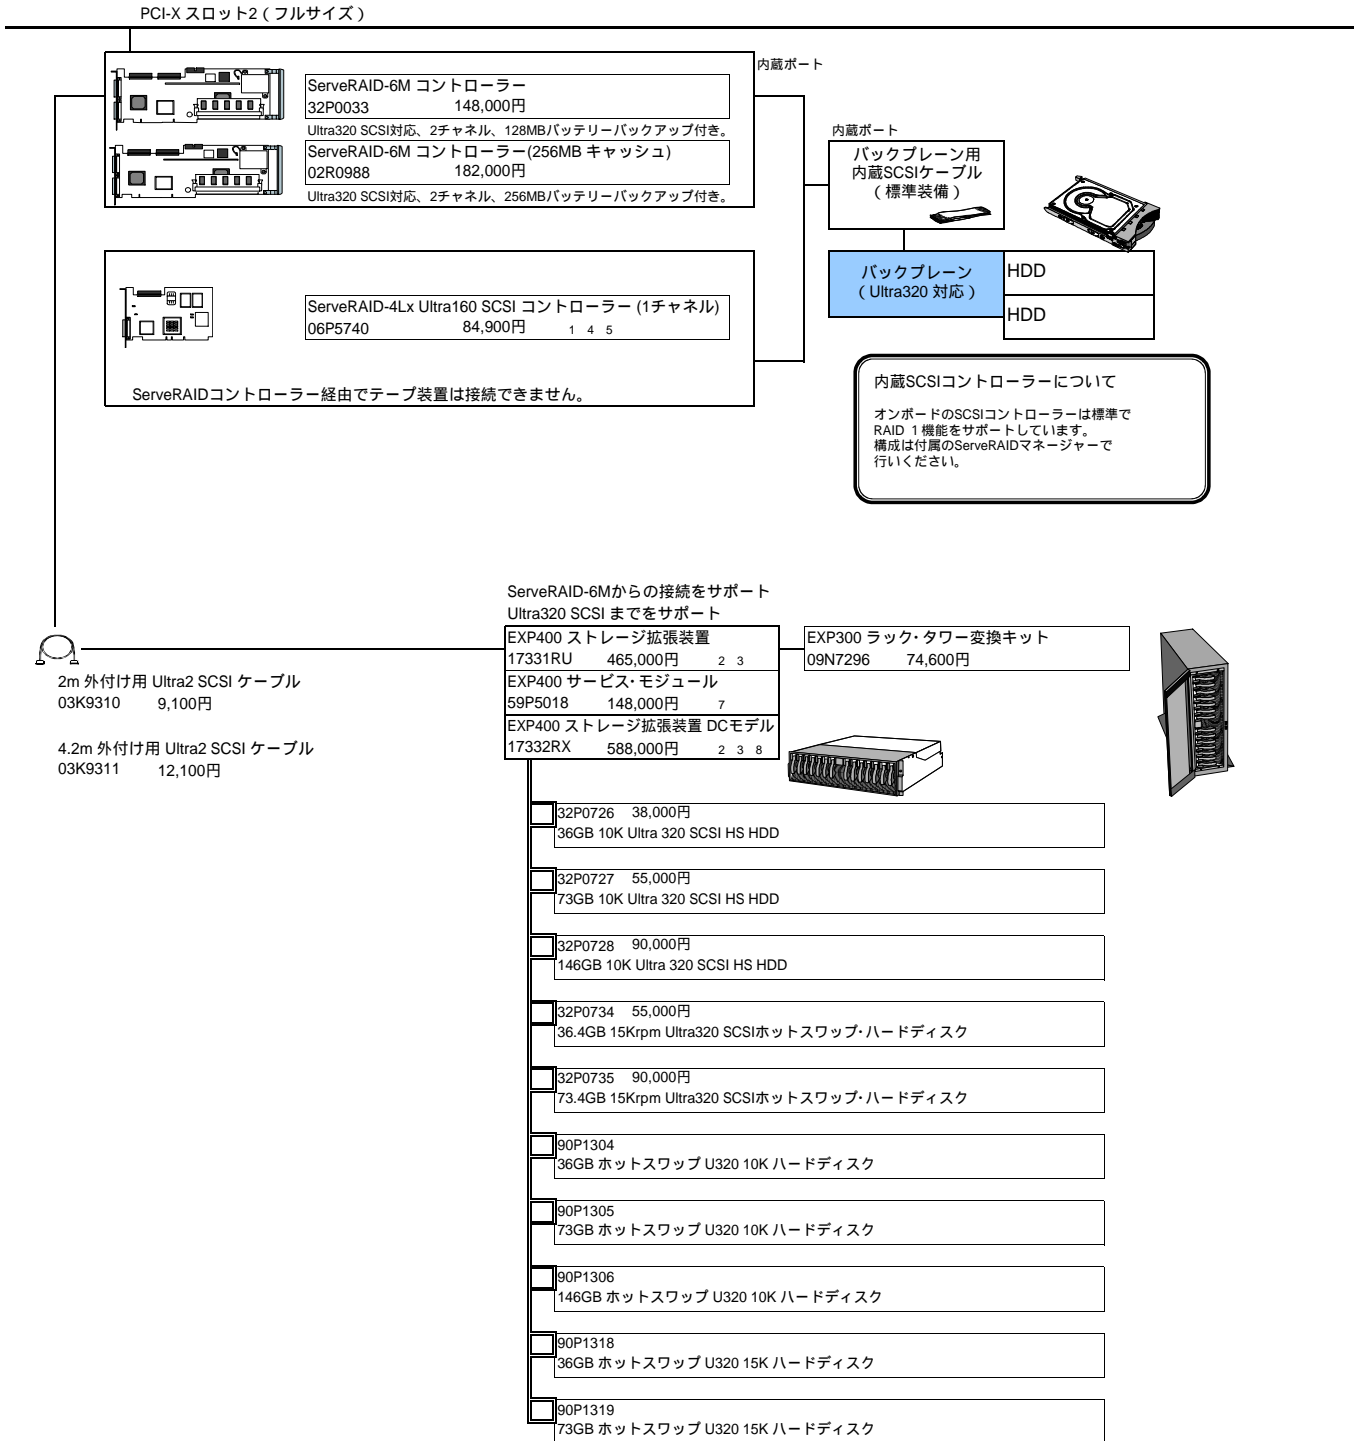 PCI-X スロット2（フルサイズ）
内蔵ポート
ServeRAID-6M コントローラー
32P0033 148,000円
Ultra320 SCSI対応、2チャネル、128MBバッテリーバックアップ付き。
ServeRAID-6M コントローラー(256MB キャッシュ)
02R0988 182,000円
Ultra320 SCSI対応、2チャネル、256MBバッテリーバックアップ付き。
内蔵ポート
バックプレーン用
内蔵SCSIケーブル
（標準装備）
バックプレーン
（Ultra320 対応）
HDD
HDD
ServeRAID-4Lx Ultra160 SCSI コントローラー (1チャネル)
06P5740 84,900円 1 4 5
ServeRAIDコントローラー経由でテープ装置は接続できません。
内蔵SCSIコントローラーについて
オンボードのSCSIコントローラーは標準で
RAID １機能をサポートしています。
構成は付属のServeRAIDマネージャーで
行いください。
ServeRAID-6Mからの接続をサポート
Ultra320 SCSI までをサポート
EXP400 ストレージ拡張装置
17331RU 465,000円 2 3
EXP400 サービス・モジュール
59P5018 148,000円 7
EXP400 ストレージ拡張装置 DCモデル
17332RX 588,000円 2 3 8
EXP300 ラック・タワー変換キット
09N7296 74,600円
2m 外付け用 Ultra2 SCSI ケーブル
03K9310 9,100円
4.2m 外付け用 Ultra2 SCSI ケーブル
03K9311 12,100円
32P0726 38,000円
36GB 10K Ultra 320 SCSI HS HDD
32P0727 55,000円
73GB 10K Ultra 320 SCSI HS HDD
32P0728 90,000円
146GB 10K Ultra 320 SCSI HS HDD
32P0734 55,000円
36.4GB 15Krpm Ultra320 SCSIホットスワップ・ハードディスク
32P0735 90,000円
73.4GB 15Krpm Ultra320 SCSIホットスワップ・ハードディスク
90P1304
36GB ホットスワップ U320 10K ハードディスク
90P1305
73GB ホットスワップ U320 10K ハードディスク
90P1306
146GB ホットスワップ U320 10K ハードディスク
90P1318
36GB ホットスワップ U320 15K ハードディスク
90P1319
73GB ホットスワップ U320 15K ハードディスク